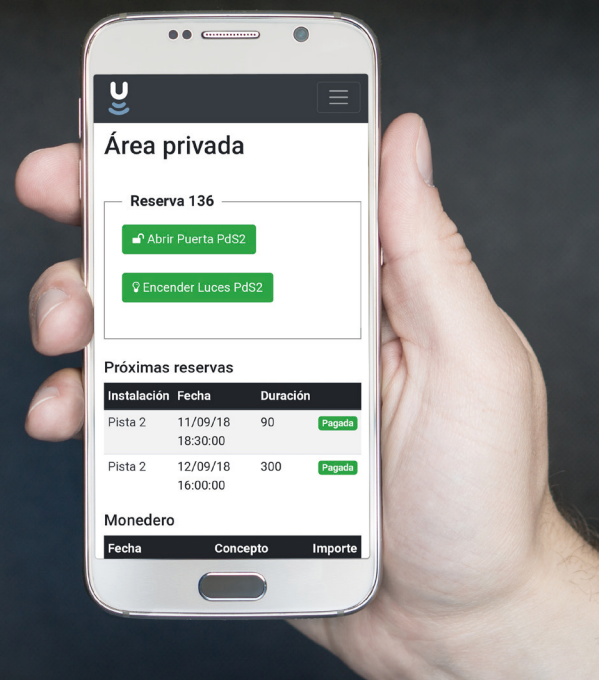 U
Área privada
Reserva 136
Abrir Puerta PdS2
Encender Luces PdS2
Próximas reservas
Instalación Fecha Duración
Pista 2 11/09/18 90 Pagada
18:30:00
Pista 2 12/09/18 300 Pagada
16:00:00
Monedero
Fecha Concepto Importe